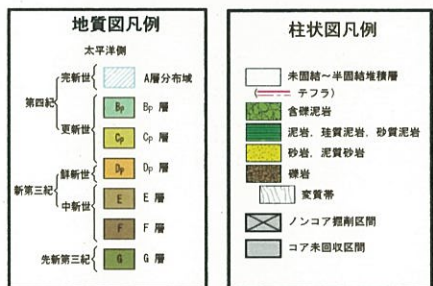 地質図凡例
太平洋側
完新世
A層分布域
第四紀
Bp
Bp 層
更新世
Cp
Cp 層
鮮新世
Dp
Dp 層
新第三紀
中新世
E
E 層
F
F 層
先新第三紀
G
G 層
柱状図凡例
未固結~半固結堆積層
(テフラ)
含礫泥岩
泥岩, 珪質泥岩, 砂質泥岩
砂岩, 泥質砂岩
礫岩
変質帯
ノンコア掘削区間
コア未回収区間